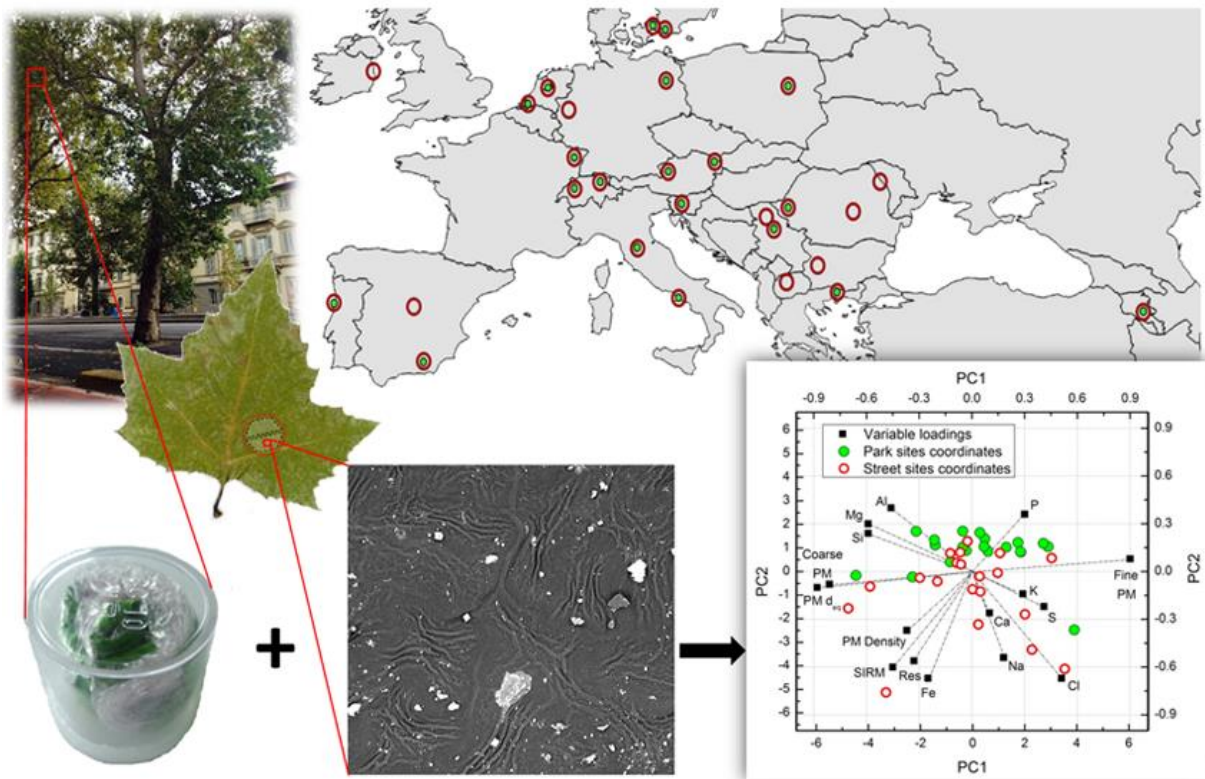 PC1
-0.9 -0.6 -0.3 0.0 0.3 0.6 0.9
Variable loadings
Park sites coordinates
Street sites coordinates
6
5
4
3
2
1
0
-1
-2
-3
-4
-5
-6
PC2
0.9
0.6
0.3
0.0
-0.3
-0.6
-0.9
PC2
Al
P
Mg
Si
Coarse
PM
PM d
Fine
PM
K
S
Ca
PM Density
SIRM
Res
Fe
Na
Cl
-6 -4 -2 0 2 4 6
PC1